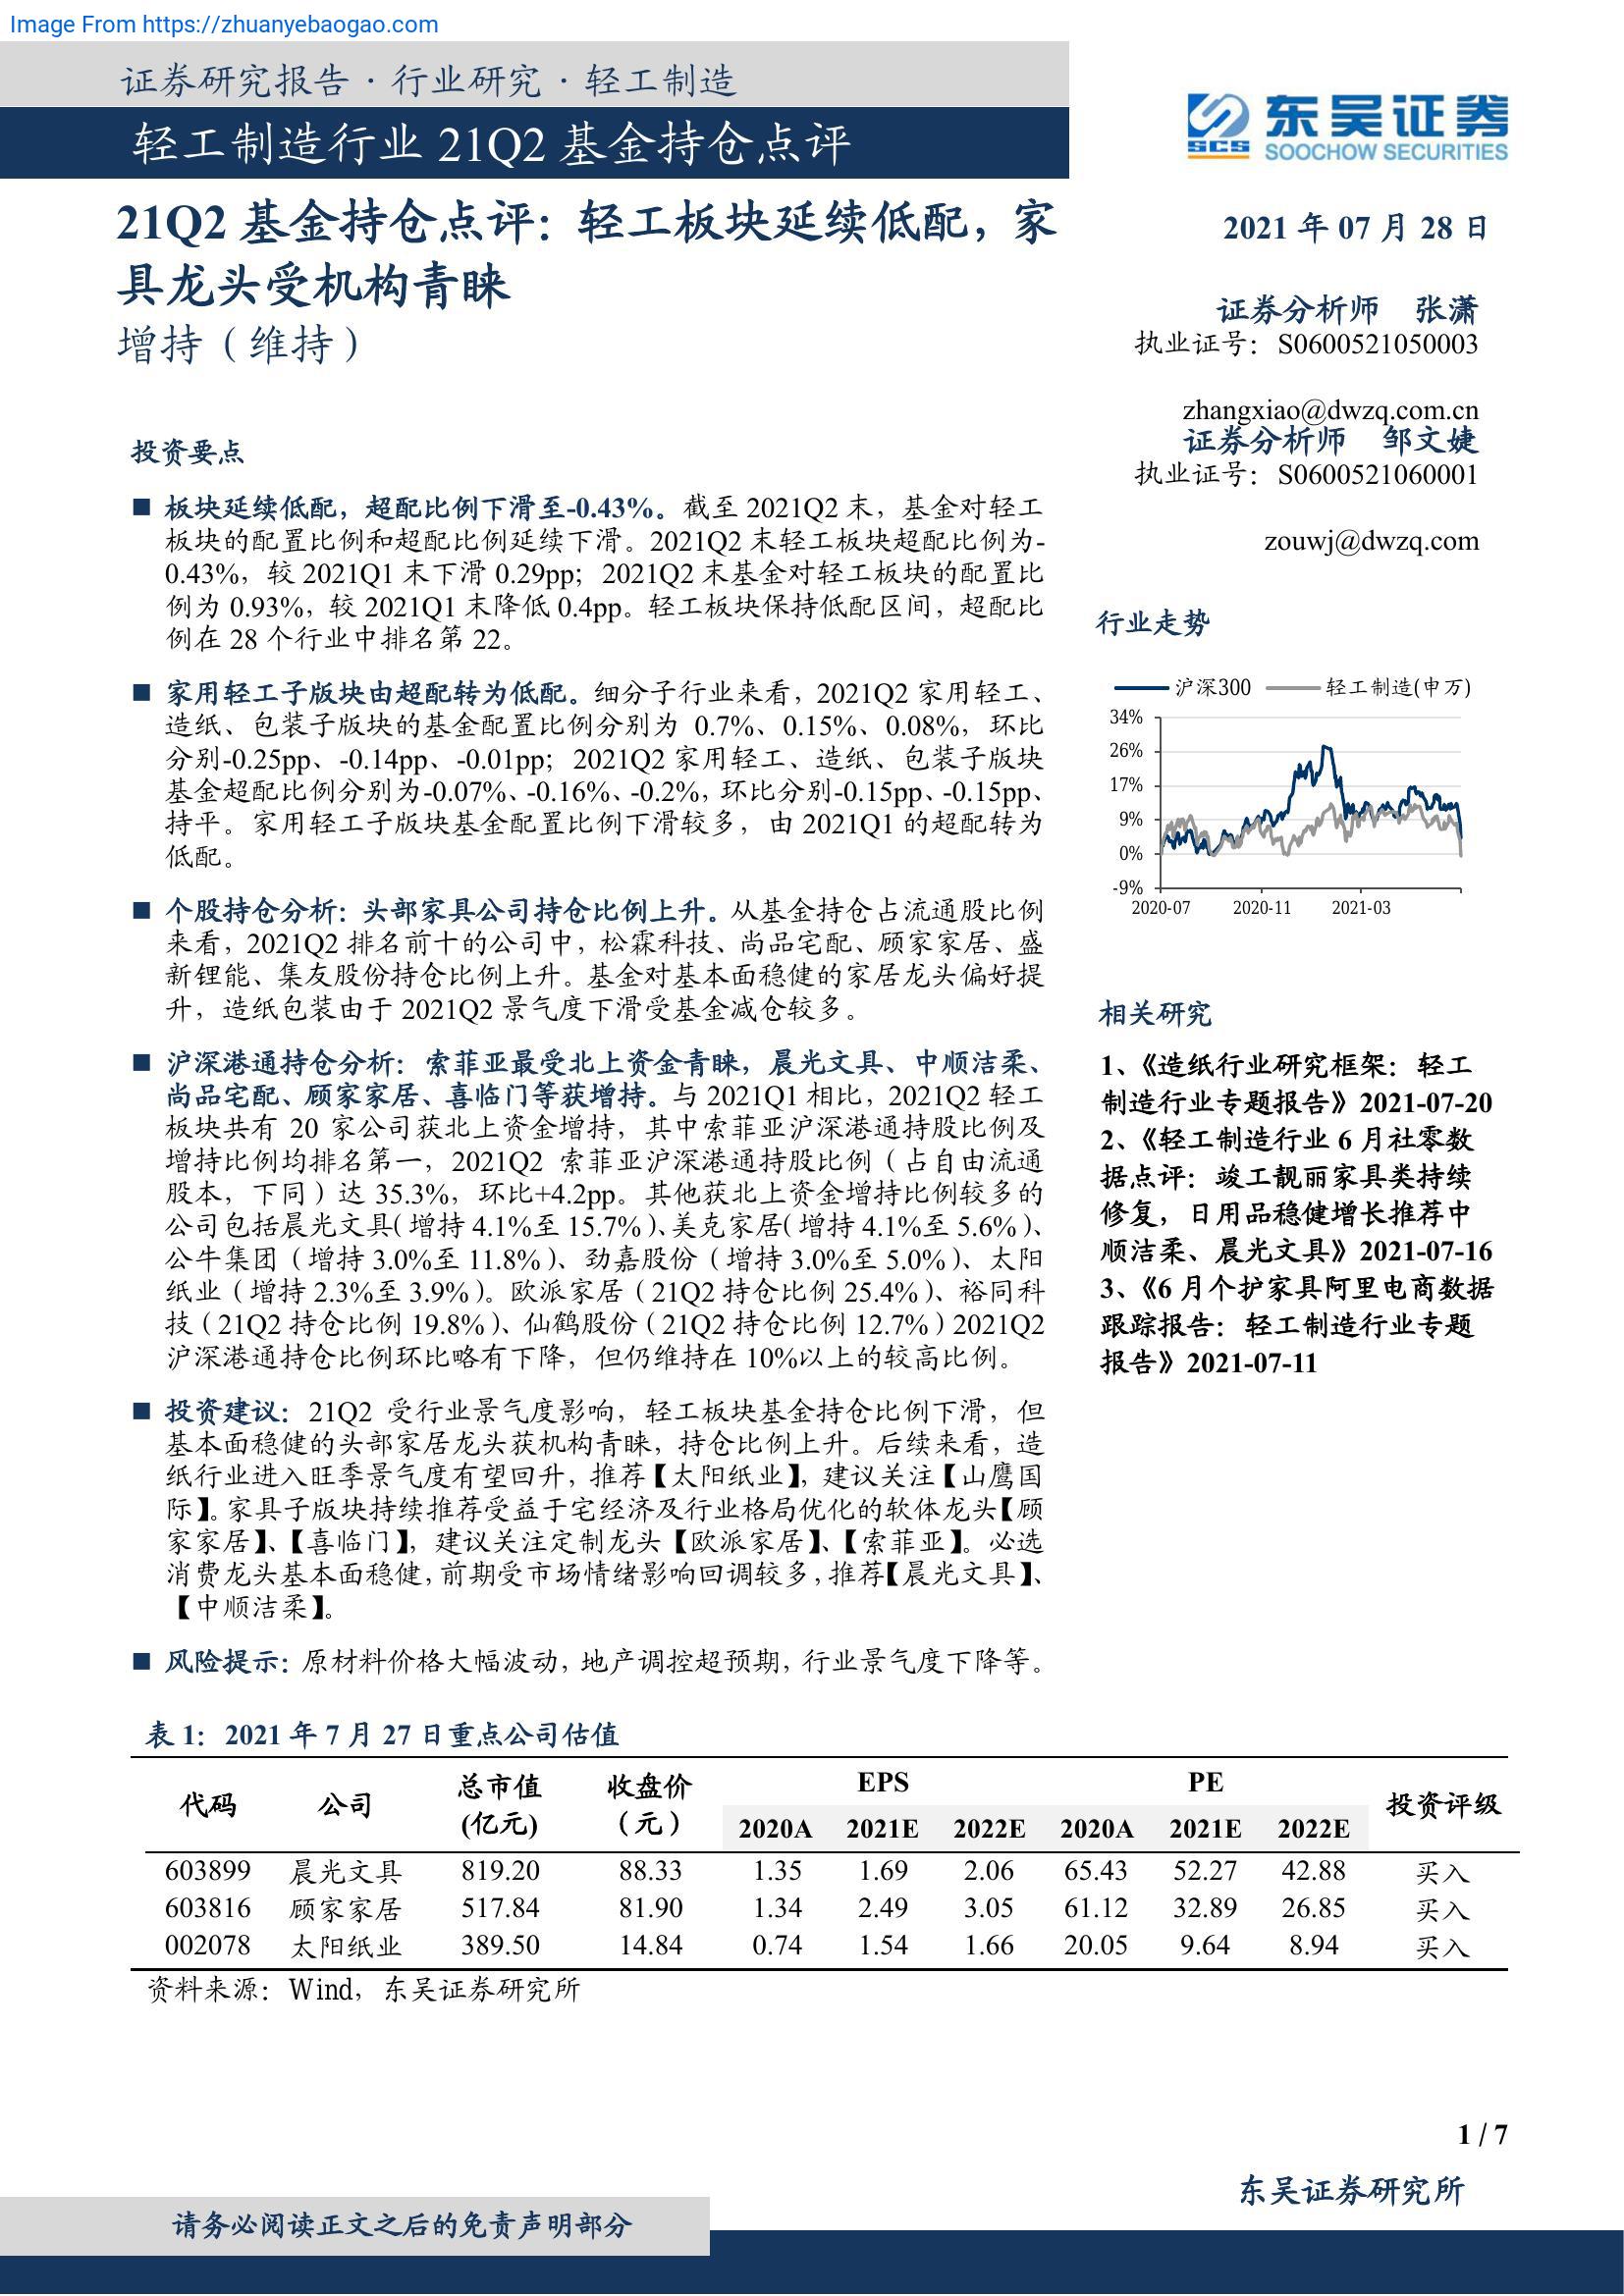 Image From https://zhuanyebaogao.com
证券研究报告·行业研究·轻工制造
轻工制造行业 21Q2 基金持仓点评
东吴证券
SCS
SOOCHOW SECURITIES
21Q2 基金持仓点评：轻工板块延续低配，家
具龙头受机构青睐
增持（维持）
2021 年 07 月 28 日
证券分析师 张潇
执业证号：S0600521050003
zhangxiao@dwzq.com.cn
证券分析师 邹文婕
执业证号：S0600521060001
zouwj@dwzq.com
投资要点
■ 板块延续低配，超配比例下滑至-0.43%。截至 2021Q2 末，基金对轻工
板块的配置比例和超配比例延续下滑。2021Q2 末轻工板块超配比例为-
0.43%，较 2021Q1 末下滑 0.29pp；2021Q2 末基金对轻工板块的配置比
例为 0.93%，较 2021Q1 末降低 0.4pp。轻工板块保持低配区间，超配比
例在 28 个行业中排名第 22。
■ 家用轻工子版块由超配转为低配。细分子行业来看，2021Q2 家用轻工、
造纸、包装子版块的基金配置比例分别为 0.7%、0.15%、0.08%，环比
分别-0.25pp、-0.14pp、-0.01pp；2021Q2 家用轻工、造纸、包装子版块
基金超配比例分别为-0.07%、-0.16%、-0.2%，环比分别-0.15pp、-0.15pp、
持平。家用轻工子版块基金配置比例下滑较多，由 2021Q1 的超配转为
低配。
■ 个股持仓分析：头部家具公司持仓比例上升。从基金持仓占流通股比例
来看，2021Q2 排名前十的公司中，松霖科技、尚品宅配、顾家家居、盛
新锂能、集友股份持仓比例上升。基金对基本面稳健的家居龙头偏好提
升，造纸包装由于 2021Q2 景气度下滑受基金减仓较多。
■ 沪深港通持仓分析：索菲亚最受北上资金青睐，晨光文具、中顺洁柔、
尚品宅配、顾家家居、喜临门等获增持。与 2021Q1 相比，2021Q2 轻工
板块共有 20 家公司获北上资金增持，其中索菲亚沪深港通持股比例及
增持比例均排名第一，2021Q2 索菲亚沪深港通持股比例（占自由流通
股本，下同）达 35.3%，环比+4.2pp。其他获北上资金增持比例较多的
公司包括晨光文具（增持 4.1%至 15.7%）、美克家居（增持 4.1%至 5.6%）、
公牛集团（增持 3.0%至 11.8%）、劲嘉股份（增持 3.0%至 5.0%）、太阳
纸业（增持 2.3%至 3.9%）。欧派家居（21Q2 持仓比例 25.4%）、裕同科
技（21Q2 持仓比例 19.8%）、仙鹤股份（21Q2 持仓比例 12.7%）2021Q2
沪深港通持仓比例环比略有下降，但仍维持在 10%以上的较高比例。
■ 投资建议：21Q2 受行业景气度影响，轻工板块基金持仓比例下滑，但
基本面稳健的头部家居龙头获机构青睐，持仓比例上升。后续来看，造
纸行业进入旺季景气度有望回升，推荐【太阳纸业】，建议关注【山鹰国
际】。家具子版块持续推荐受益于宅经济及行业格局优化的软体龙头【顾
家家居】、【喜临门】，建议关注定制龙头【欧派家居】、【索菲亚】。必选
消费龙头基本面稳健，前期受市场情绪影响回调较多，推荐【晨光文具】、
【中顺洁柔】。
■ 风险提示：原材料价格大幅波动，地产调控超预期，行业景气度下降等。
行业走势
沪深300 轻工制造(申万)
34%
26%
17%
9%
0%
-9%
2020-07 2020-11 2021-03
相关研究
1、《造纸行业研究框架：轻工
制造行业专题报告》2021-07-20
2、《轻工制造行业 6 月社零数
据点评：竣工靓丽家具类持续
修复，日用品稳健增长推荐中
顺洁柔、晨光文具》2021-07-16
3、《6 月个护家具阿里电商数据
跟踪报告：轻工制造行业专题
报告》2021-07-11
表 1：2021 年 7 月 27 日重点公司估值
代码 公司 总市值(亿元) 收盘价（元） EPS PE 投资评级
2020A 2021E 2022E 2020A 2021E 2022E
603899 晨光文具 819.20 88.33 1.35 1.69 2.06 65.43 52.27 42.88 买入
603816 顾家家居 517.84 81.90 1.34 2.49 3.05 61.12 32.89 26.85 买入
002078 太阳纸业 389.50 14.84 0.74 1.54 1.66 20.05 9.64 8.94 买入
资料来源：Wind，东吴证券研究所
1 / 7
东吴证券研究所
请务必阅读正文之后的免责声明部分